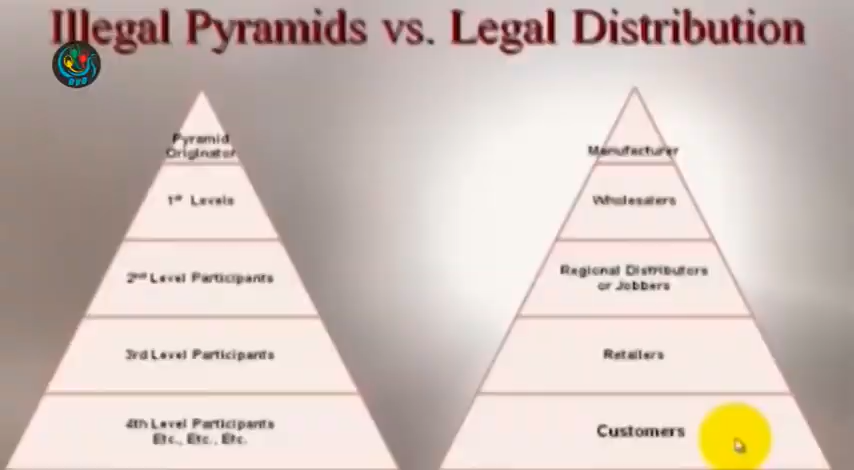 Illegal Pyramids vs. Legal Distribution
Pyramid
Originator
1st Levels
2nd Level Participants
3rd Level Participants
4th Level Participants
Etc., Etc., Etc.
Manufacturer
Wholesalers
Regional Distributors
or Jobbers
Retailers
Customers